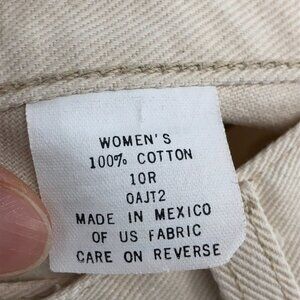 WOMEN'S
100% COTTON
10R
0AJT2
MADE IN MEXICO
OF US FABRIC
CARE ON REVERSE